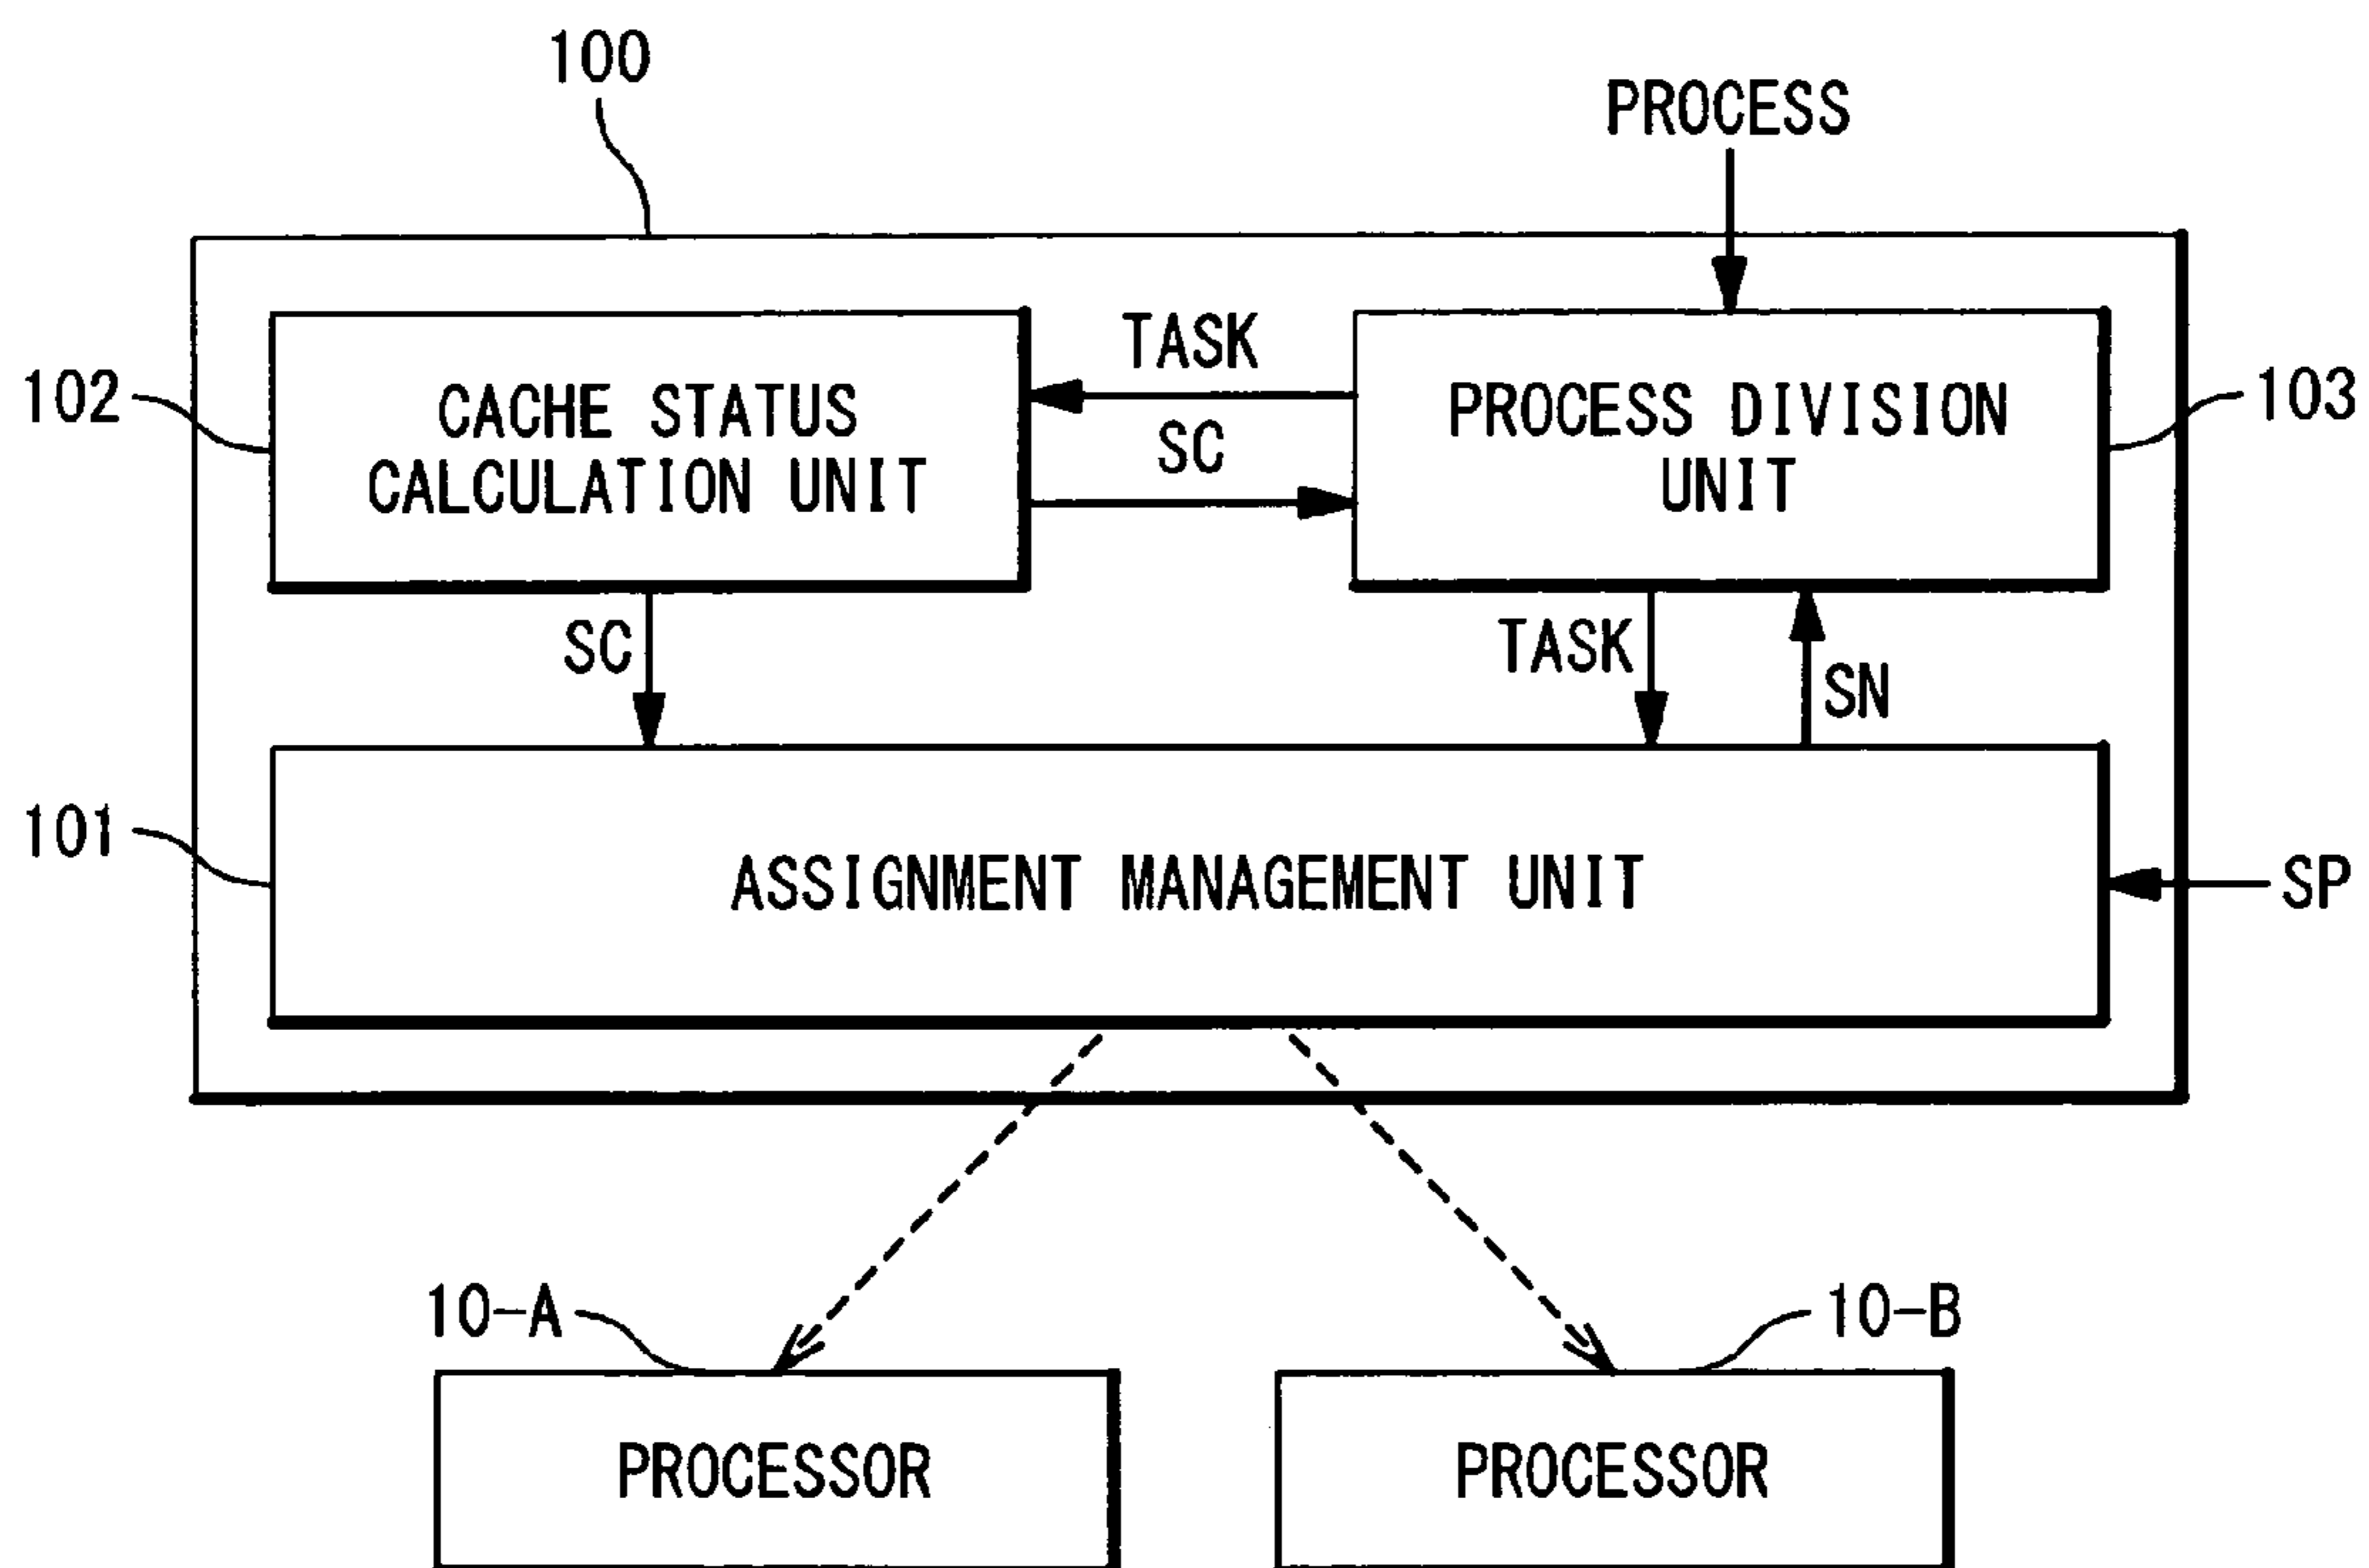 100
PROCESS
102
CACHE STATUS
CALCULATION UNIT
TASK
SC
PROCESS DIVISION
UNIT
103
SC
TASK
SN
101
ASSIGNMENT MANAGEMENT UNIT
SP
10-A
10-B
PROCESSOR
PROCESSOR